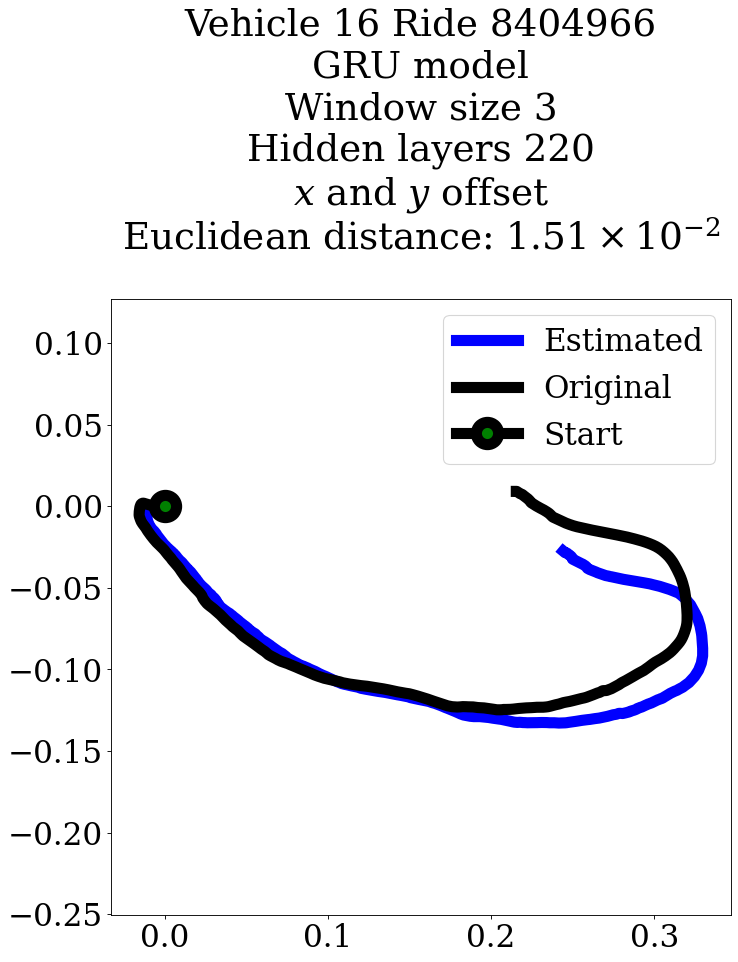 Vehicle 16 Ride 8404966
GRU model
Window size 3
Hidden layers 220
x and y offset
Euclidean distance: 1.51 × 10⁻²
Estimated
Original
Start
0.10
0.05
0.00
−0.05
−0.10
−0.15
−0.20
−0.25
0.0 0.1 0.2 0.3